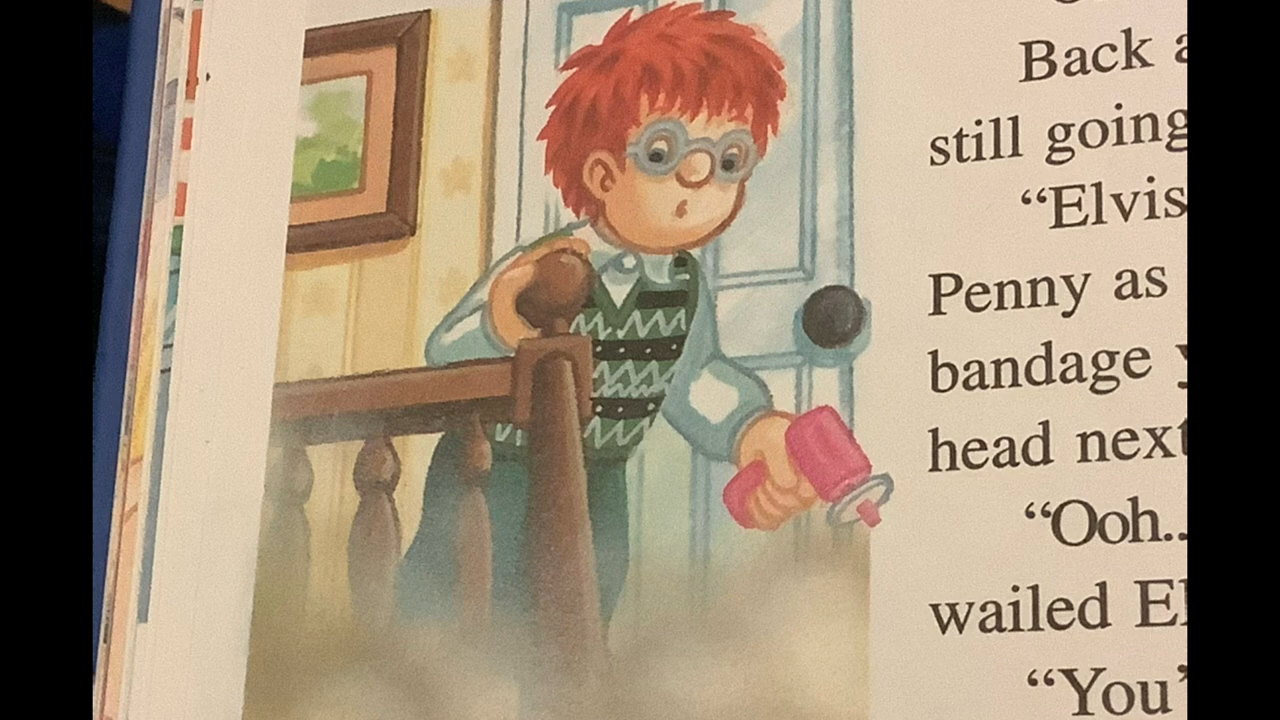 Back
still going
“Elvis
Penny as
bandage
head next
“Ooh..
wailed
“You’